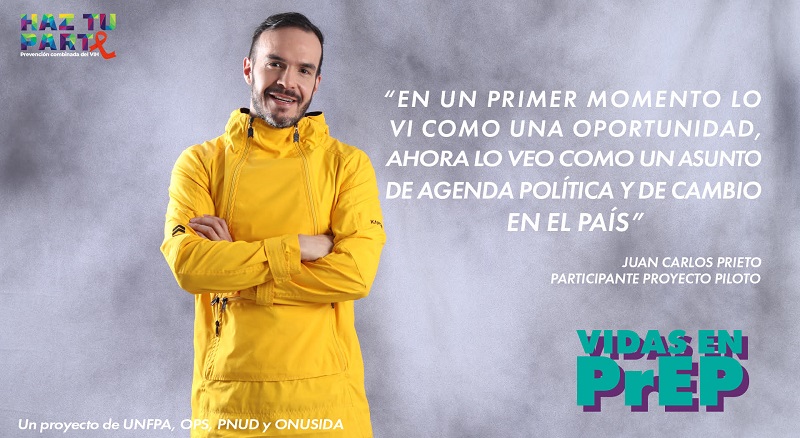 HAZ TU
PARTE
Prevención combinada del VIH
“EN UN PRIMER MOMENTO LO
VI COMO UNA OPORTUNIDAD,
AHORA LO VEO COMO UN ASUNTO
DE AGENDA POLÍTICA Y DE CAMBIO
EN EL PAÍS”
JUAN CARLOS PRIETO
PARTICIPANTE PROYECTO PILOTO
VIDAS EN
PrEP
Un proyecto de UNFPA, OPS, PNUD y ONUSIDA